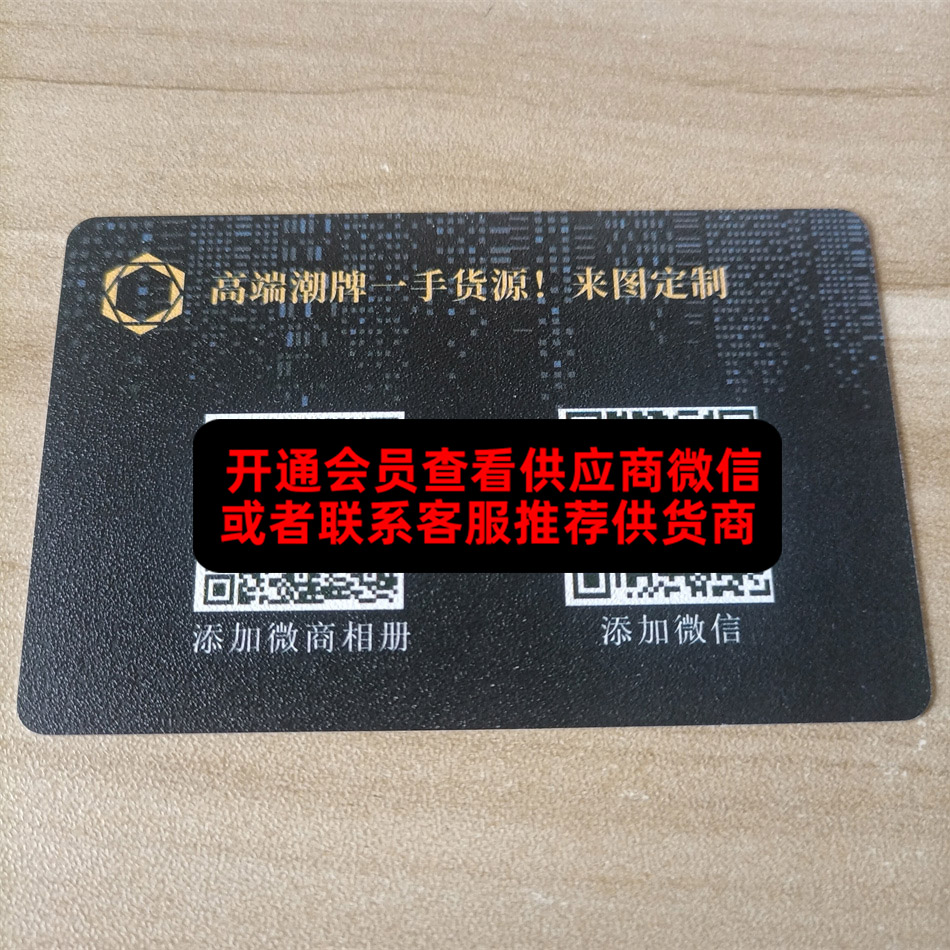 高端潮牌一手货源！来图定制
开通会员查看供应商微信
或者联系客服推荐供货商
添加微商相册
添加微信